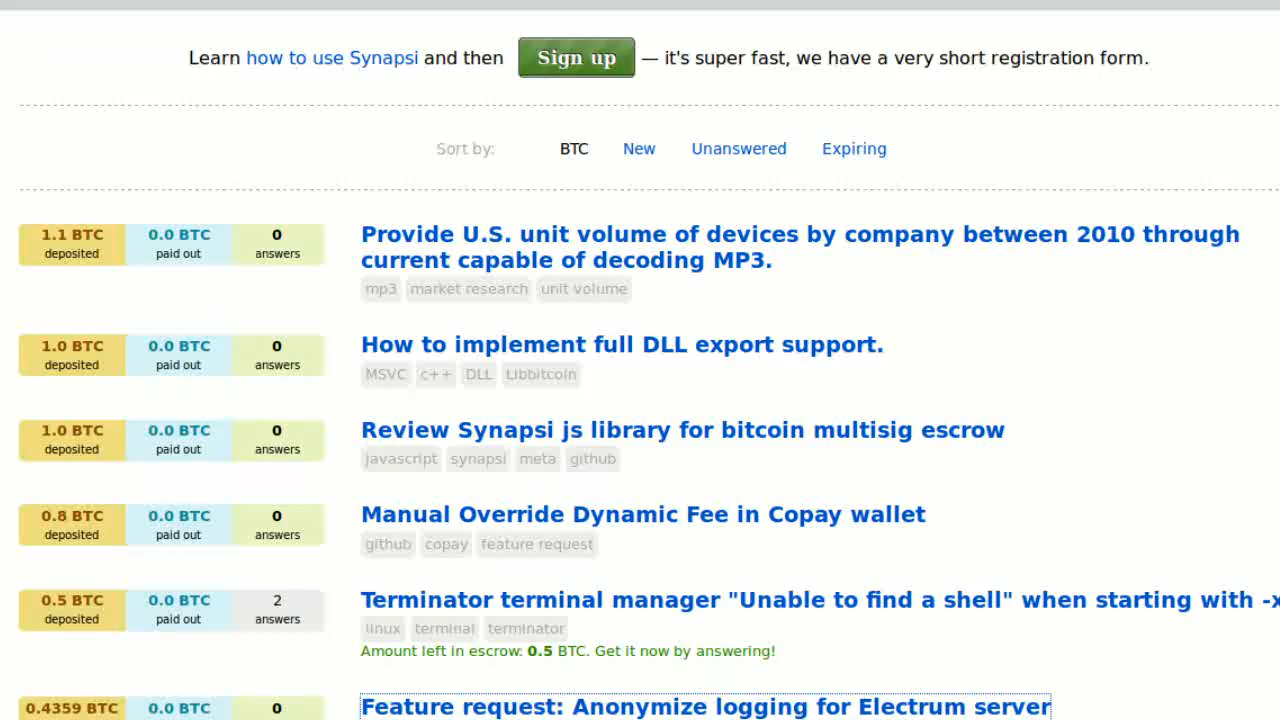 Learn how to use Synapsi and then Sign up — it's super fast, we have a very short registration form.
Sort by: BTC New Unanswered Expiring
1.1 BTC 0.0 BTC 0
deposited paid out answers
Provide U.S. unit volume of devices by company between 2010 through
current capable of decoding MP3.
mp3 market research unit volume
1.0 BTC 0.0 BTC 0
deposited paid out answers
How to implement full DLL export support.
MSVC c++ DLL Libbitcoin
1.0 BTC 0.0 BTC 0
deposited paid out answers
Review Synapsi js library for bitcoin multisig escrow
javascript synapsi meta github
0.8 BTC 0.0 BTC 0
deposited paid out answers
Manual Override Dynamic Fee in Copay wallet
github copay feature request
0.5 BTC 0.0 BTC 2
deposited paid out answers
Terminator terminal manager "Unable to find a shell" when starting with -x
linux terminal terminator
Amount left in escrow: 0.5 BTC. Get it now by answering!
0.4359 BTC 0.0 BTC 0
Feature request: Anonymize logging for Electrum server